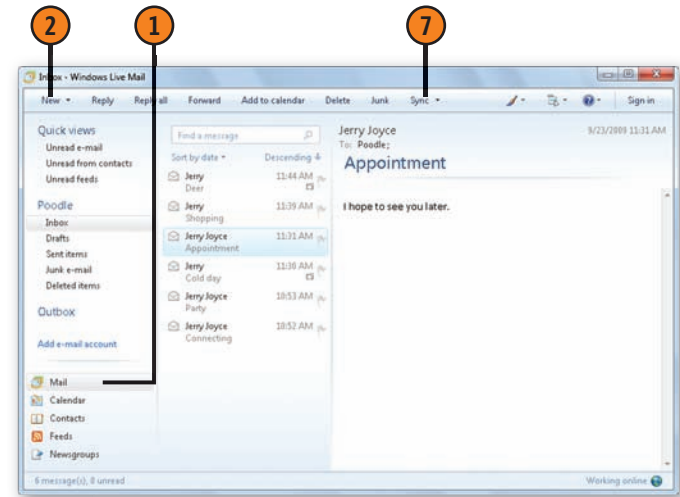 2 1 7
Inbox - Windows Live Mail
New Reply Reply all Forward Add to calendar Delete Junk Sync Sign in
Quick views
Unread e-mail
Unread from contacts
Unread feeds
Poodle
Inbox
Drafts
Sent items
Junk e-mail
Deleted items
Outbox
Add e-mail account
Mail
Calendar
Contacts
Feeds
Newsgroups
Find a message
Sort by date Descending
Jerry 11:44 AM
Deer
Jerry 11:39 AM
Shopping
Jerry Joyce 11:31 AM
Appointment
Jerry 11:30 AM
Cold day
Jerry Joyce 10:53 AM
Party
Jerry Joyce 10:52 AM
Connecting
Jerry Joyce 9/23/2009 11:31 AM
To: Poodle;
Appointment
I hope to see you later.
6 message(s), 0 unread Working online